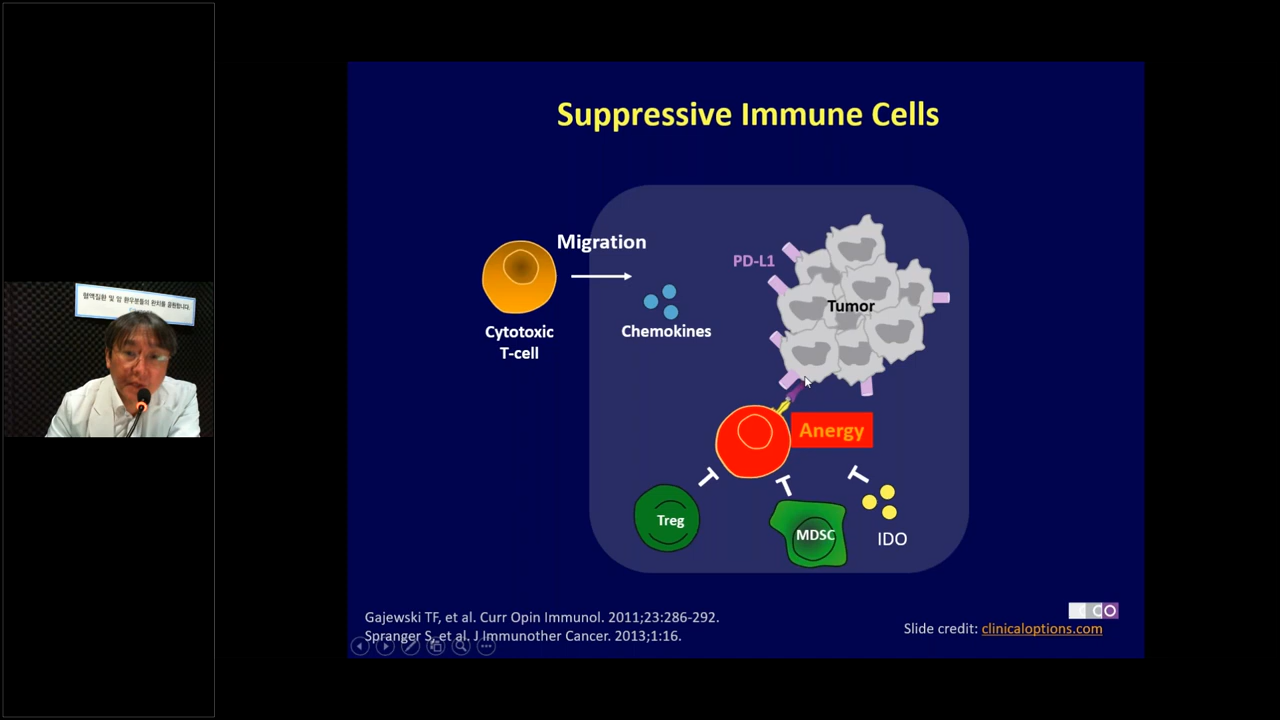 혈액질환 및 암 환우분들의 완치를 응원합니다.
Suppressive Immune Cells
Migration
PD-L1
Tumor
Cytotoxic
T-cell
Chemokines
Anergy
Treg
MDSC
IDO
Gajewski TF, et al. Curr Opin Immunol. 2011;23:286-292.
Spranger S, et al. J Immunother Cancer. 2013;1:16.
Slide credit: clinicaloptions.com